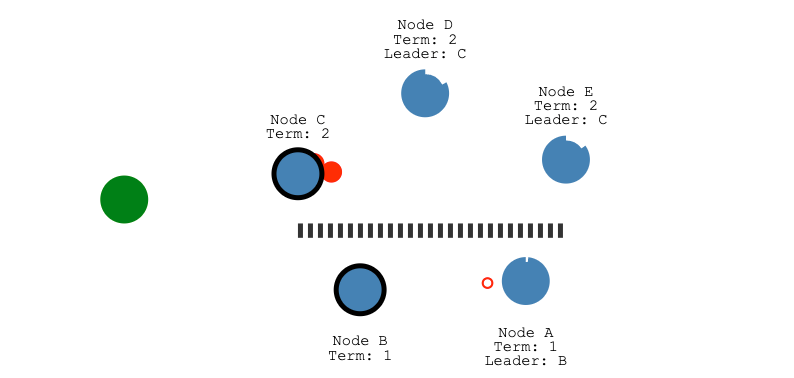 Node D
Term: 2
Leader: C
Node E
Term: 2
Leader: C
Node C
Term: 2
Node B
Term: 1
Node A
Term: 1
Leader: B